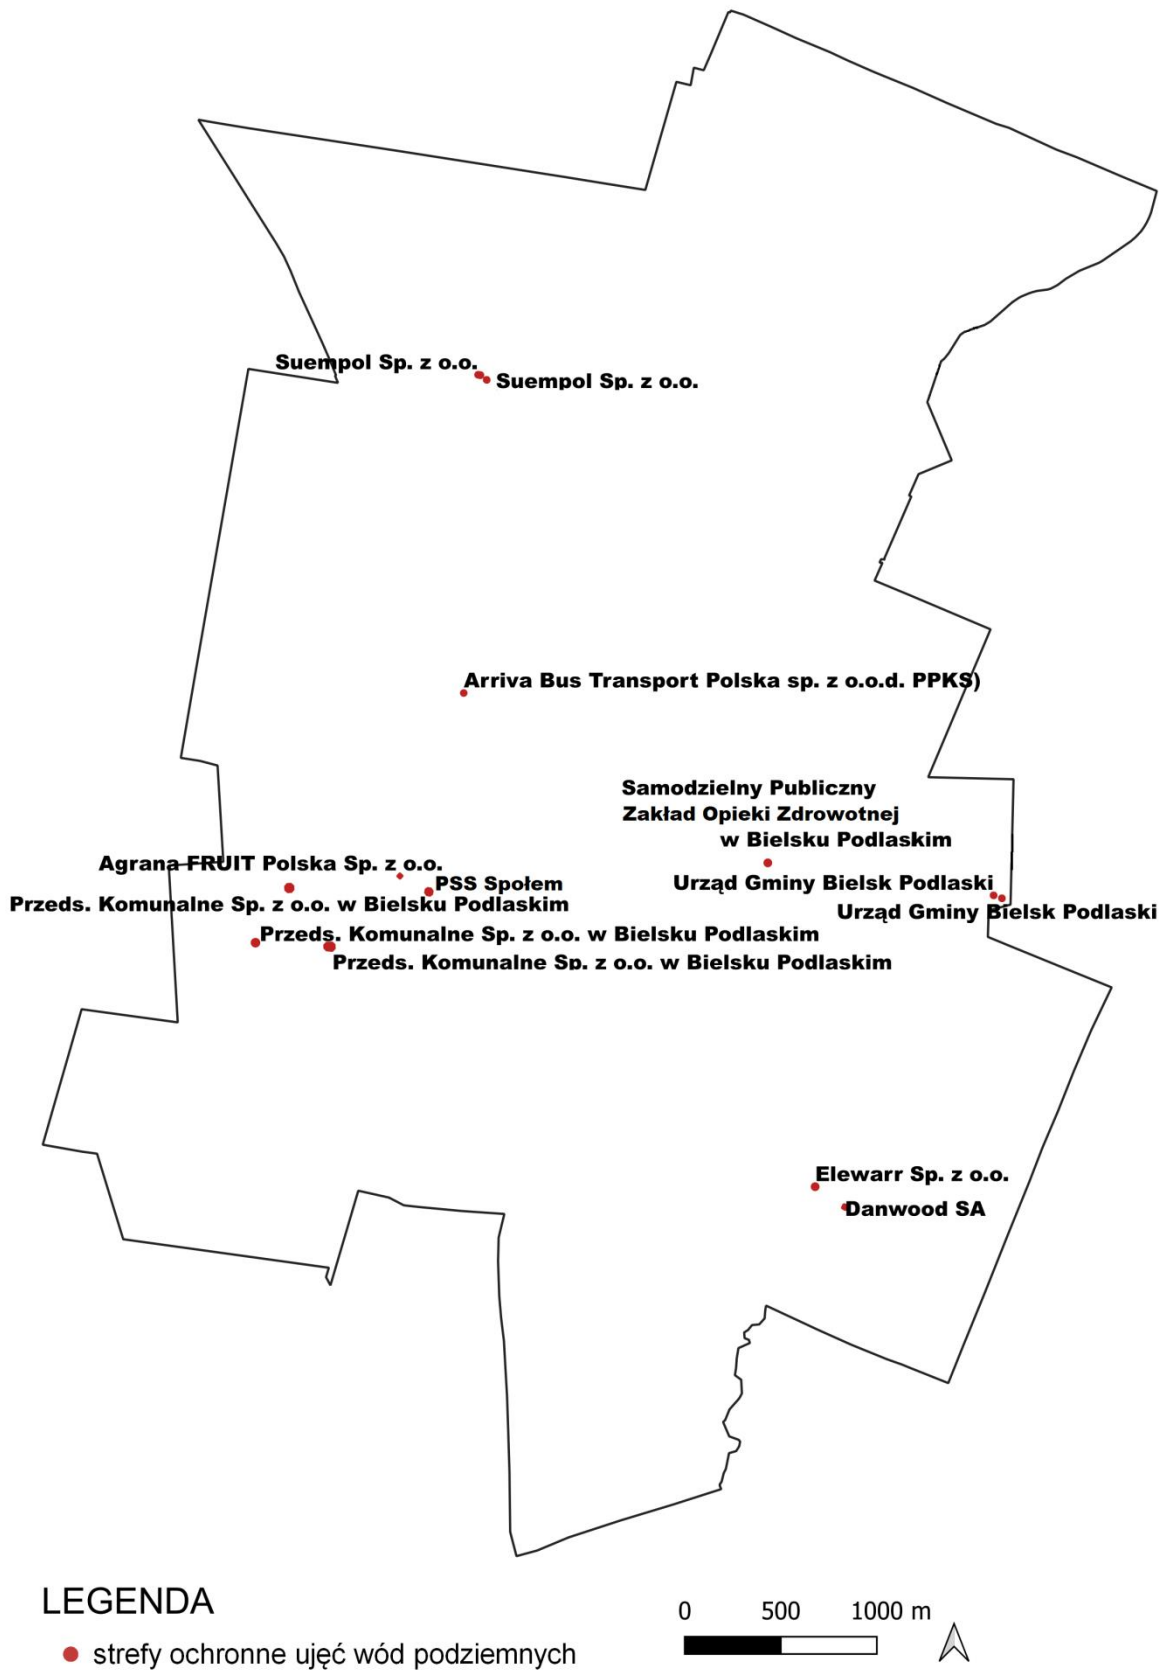 Suempol Sp. z o.o.
Suempol Sp. z o.o.
Arriva Bus Transport Polska sp. z o.o.d. PPKS)
Samodzielny Publiczny
Zakład Opieki Zdrowotnej
w Bielsku Podlaskim
Agrana FRUIT Polska Sp. z o.o.
PSS Społem
Urząd Gminy Bielsk Podlaski
Przeds. Komunalne Sp. z o.o. w Bielsku Podlaskim
Urząd Gminy Bielsk Podlaski
Przeds. Komunalne Sp. z o.o. w Bielsku Podlaskim
Przeds. Komunalne Sp. z o.o. w Bielsku Podlaskim
Elewarr Sp. z o.o.
Danwood SA
LEGENDA
strefy ochronne ujęć wód podziemnych
0 500 1000 m